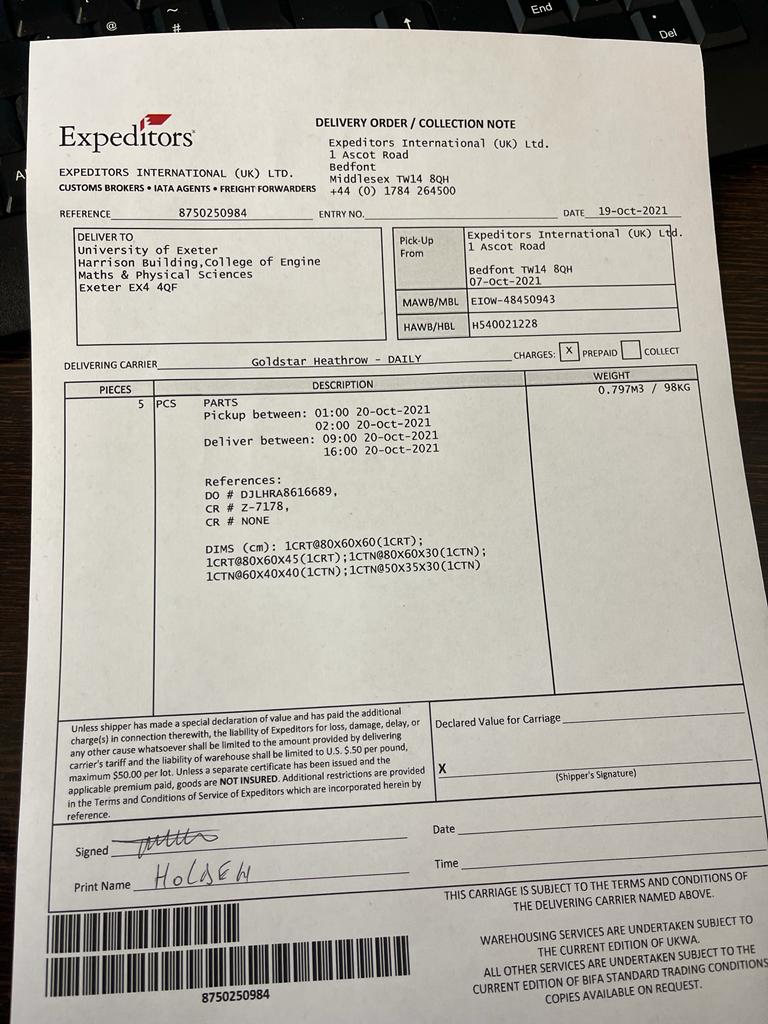 End
@
~
#
↑
*
Del
A
Expeditors
DELIVERY ORDER / COLLECTION NOTE
Expeditors International (UK) Ltd.
1 Ascot Road
Bedfont
Middlesex TW14 8QH
+44 (0) 1784 264500
EXPEDITORS INTERNATIONAL (UK) LTD.
CUSTOMS BROKERS • IATA AGENTS • FREIGHT FORWARDERS
REFERENCE 8750250984 ENTRY NO. DATE 19-Oct-2021
DELIVER TO
University of Exeter
Harrison Building,College of Engine
Maths & Physical Sciences
Exeter EX4 4QF
Pick-Up From
Expeditors International (UK) Ltd.
1 Ascot Road
Bedfont TW14 8QH
07-Oct-2021
MAWB/MBL EIOW-48450943
HAWB/HBL H540021228
DELIVERING CARRIER Goldstar Heathrow - DAILY CHARGES: X PREPAID COLLECT
PIECES DESCRIPTION WEIGHT
5 PCS PARTS 0.797M3 / 98KG
Pickup between: 01:00 20-Oct-2021
02:00 20-Oct-2021
Deliver between: 09:00 20-Oct-2021
16:00 20-Oct-2021
References:
DO # DJLHRA8616689,
CR # Z-7178,
CR # NONE
DIMS (cm): 1CRT@80X60X60(1CRT);
1CRT@80X60X45(1CRT);1CTN@80X60X30(1CTN);
1CTN@60X40X40(1CTN);1CTN@50X35X30(1CTN)
Unless shipper has made a special declaration of value and has paid the additional
charge(s) in connection therewith, the liability of Expeditors for loss, damage, delay, or
any other cause whatsoever shall be limited to the amount provided by delivering
carrier's tariff and the liability of warehouse shall be limited to U.S. $.50 per pound,
maximum $50.00 per lot. Unless a separate certificate has been issued and the
applicable premium paid, goods are NOT INSURED. Additional restrictions are provided
in the Terms and Conditions of Service of Expeditors which are incorporated herein by
reference.
Declared Value for Carriage
X
(Shipper's Signature)
Signed
Date
Print Name HOLDEN
Time
THIS CARRIAGE IS SUBJECT TO THE TERMS AND CONDITIONS OF
THE DELIVERING CARRIER NAMED ABOVE.
WAREHOUSING SERVICES ARE UNDERTAKEN SUBJECT TO
THE CURRENT EDITION OF UKWA.
ALL OTHER SERVICES ARE UNDERTAKEN SUBJECT TO THE
CURRENT EDITION OF BIFA STANDARD TRADING CONDITIONS
COPIES AVAILABLE ON REQUEST.
8750250984